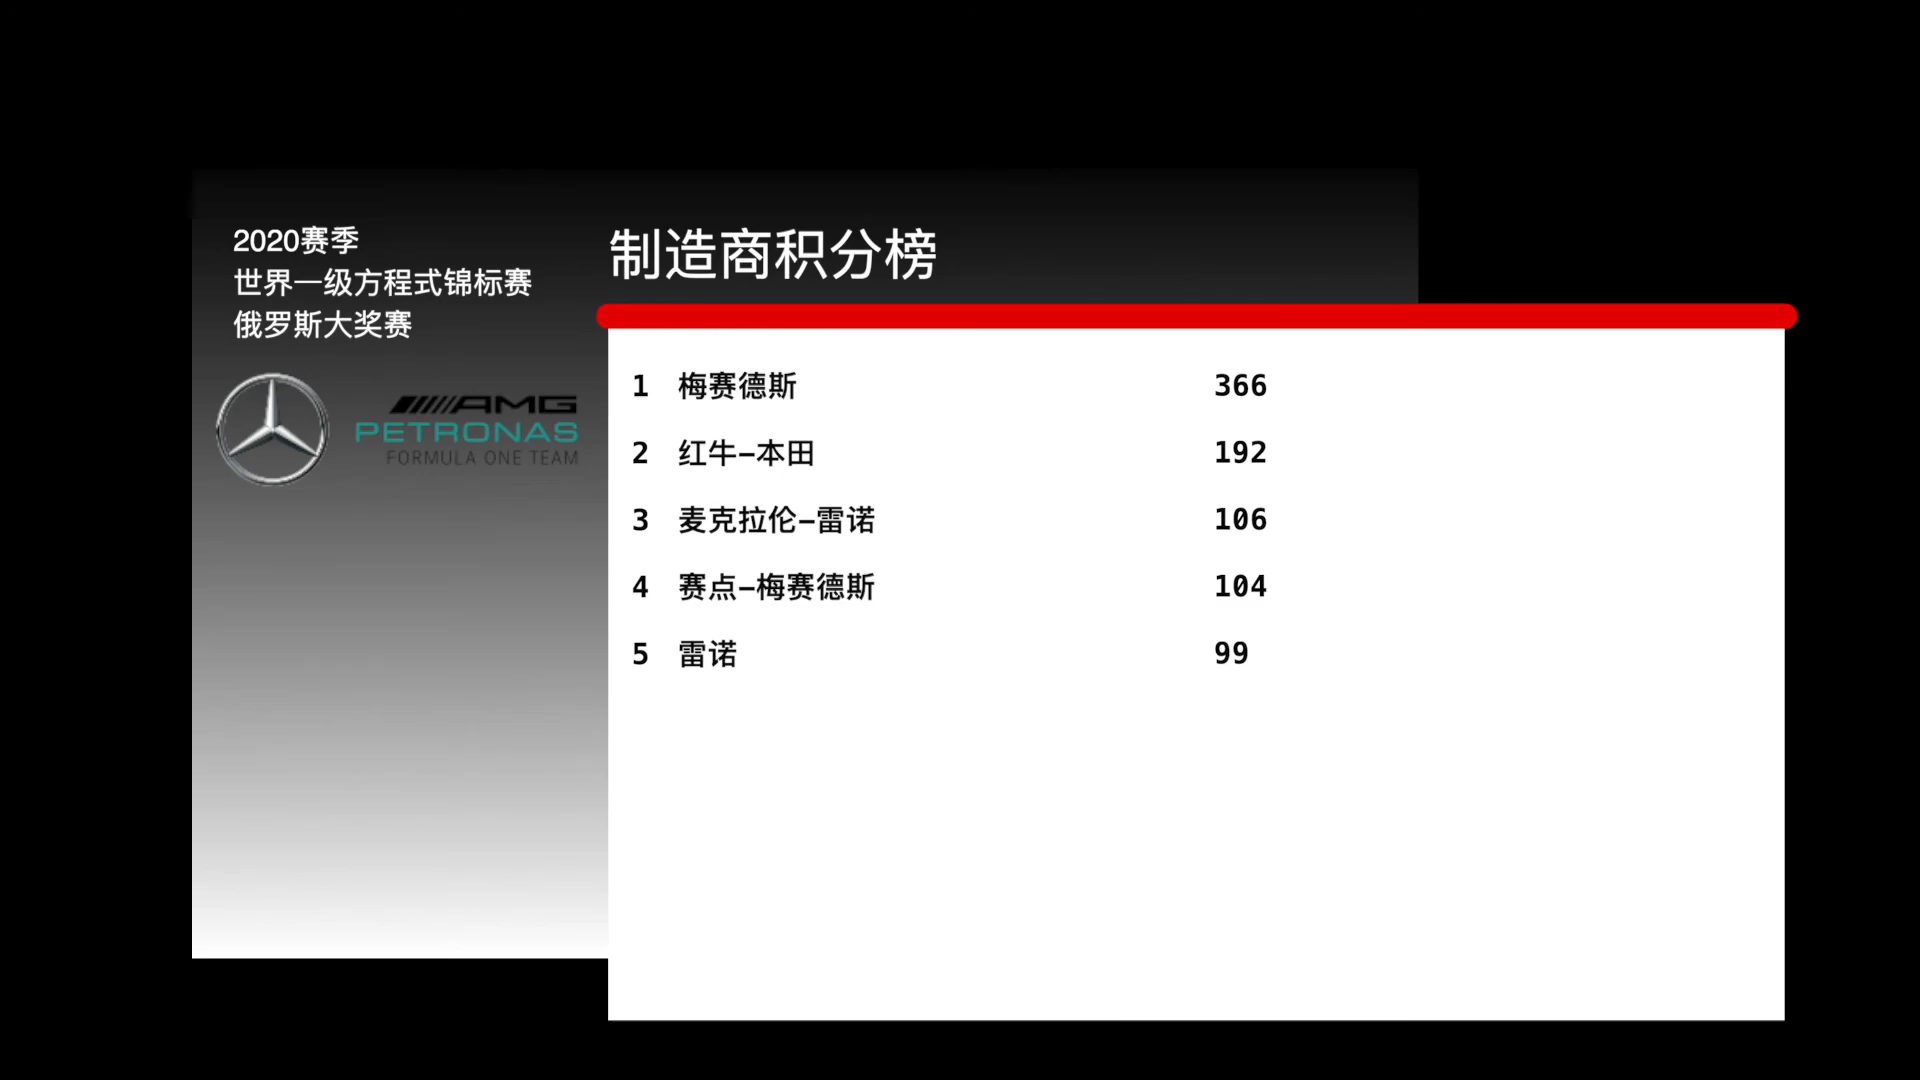 2020赛季
世界一级方程式锦标赛
俄罗斯大奖赛
AMG
PETRONAS
FORMULA ONE TEAM
制造商积分榜
1 梅赛德斯 366
2 红牛–本田 192
3 麦克拉伦–雷诺 106
4 赛点–梅赛德斯 104
5 雷诺 99